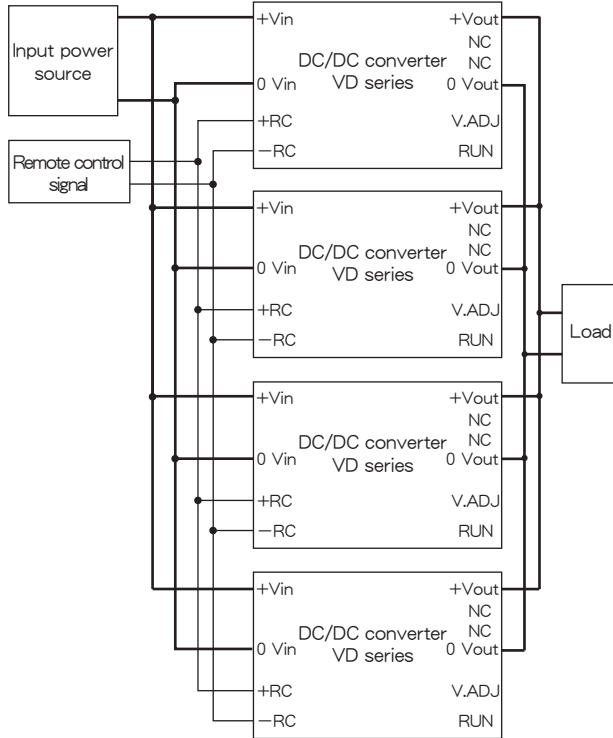 Input power
source
Remote control
signal
+Vin
0 Vin
+RC
−RC
DC/DC converter
VD series
+Vout
NC
NC
0 Vout
V.ADJ
RUN
+Vin
0 Vin
+RC
−RC
DC/DC converter
VD series
+Vout
NC
NC
0 Vout
V.ADJ
RUN
+Vin
0 Vin
+RC
−RC
DC/DC converter
VD series
+Vout
NC
NC
0 Vout
V.ADJ
RUN
+Vin
0 Vin
+RC
−RC
DC/DC converter
VD series
+Vout
NC
NC
0 Vout
V.ADJ
RUN
Load